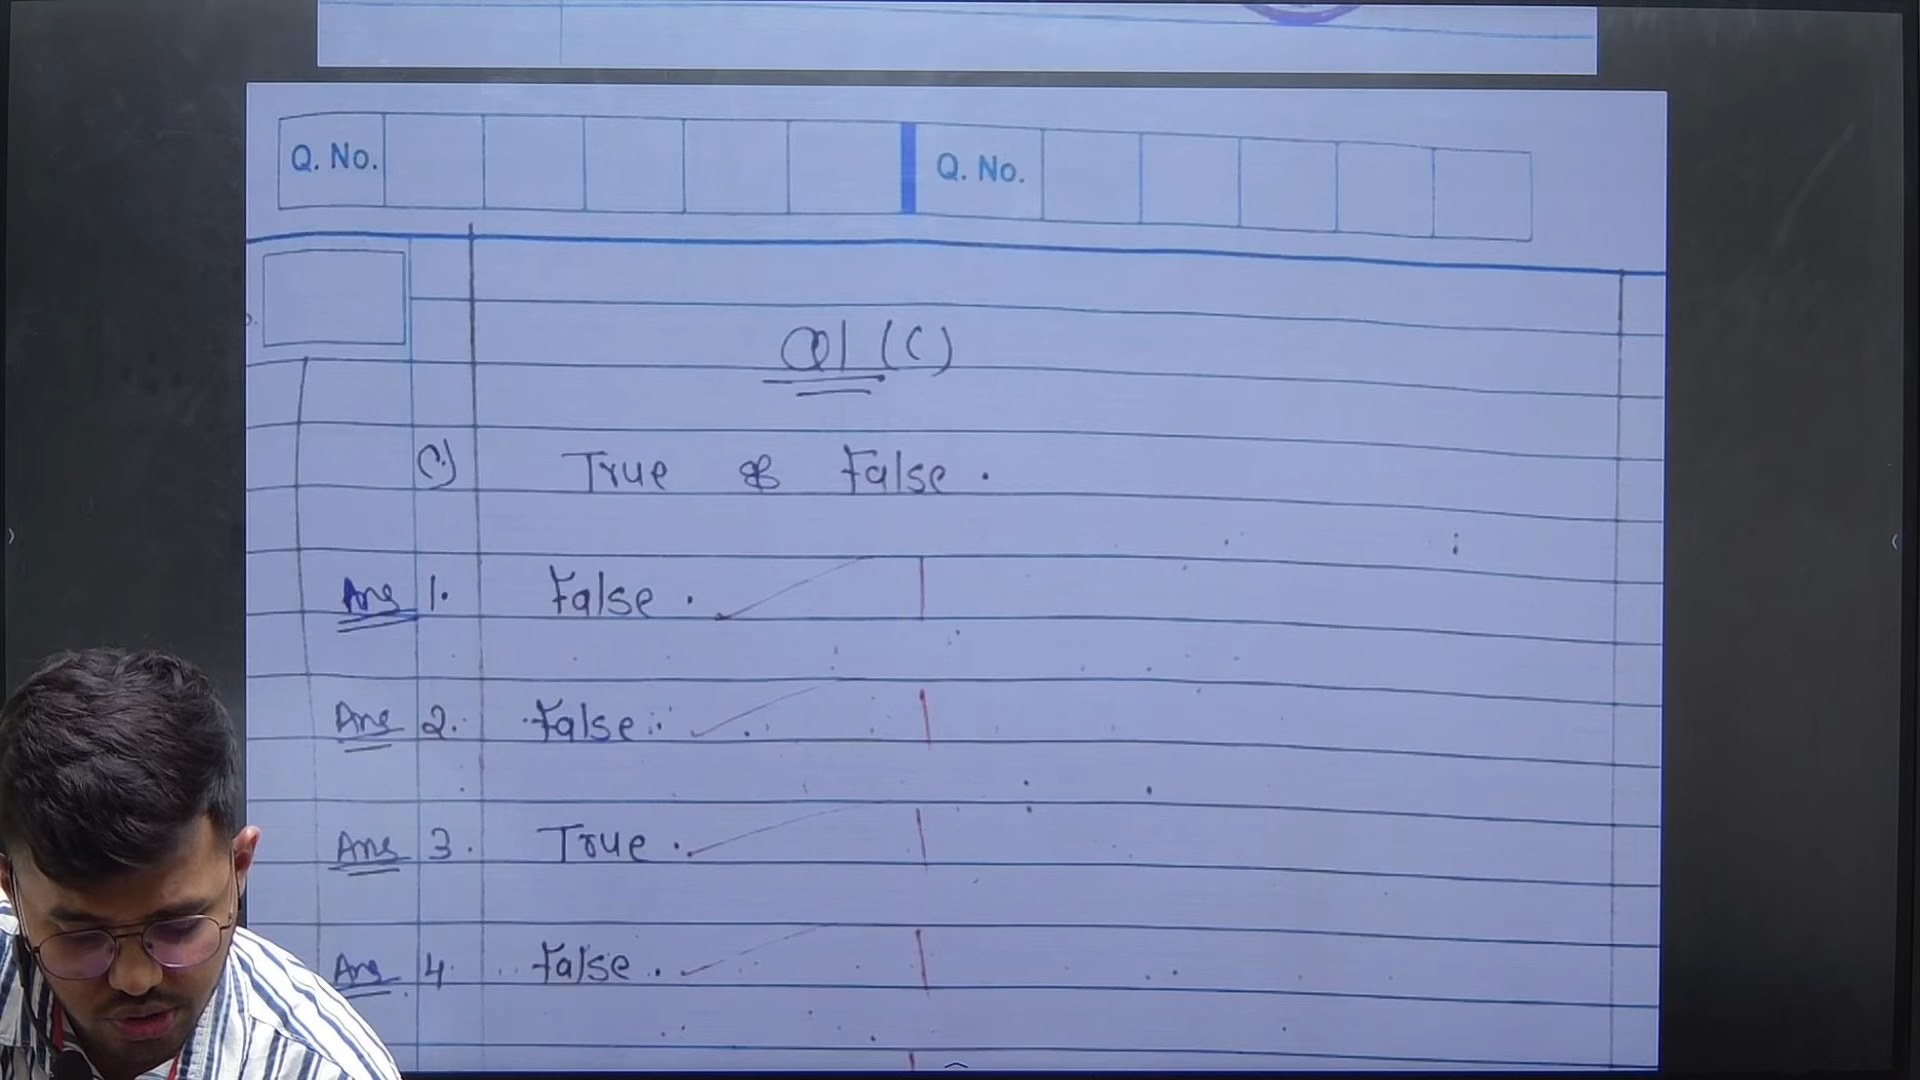 Q. No. Q. No.
Q1 (C)
C) True & False.
Ans 1. False.
Ans 2. False.
Ans 3. True.
Ans 4. False.